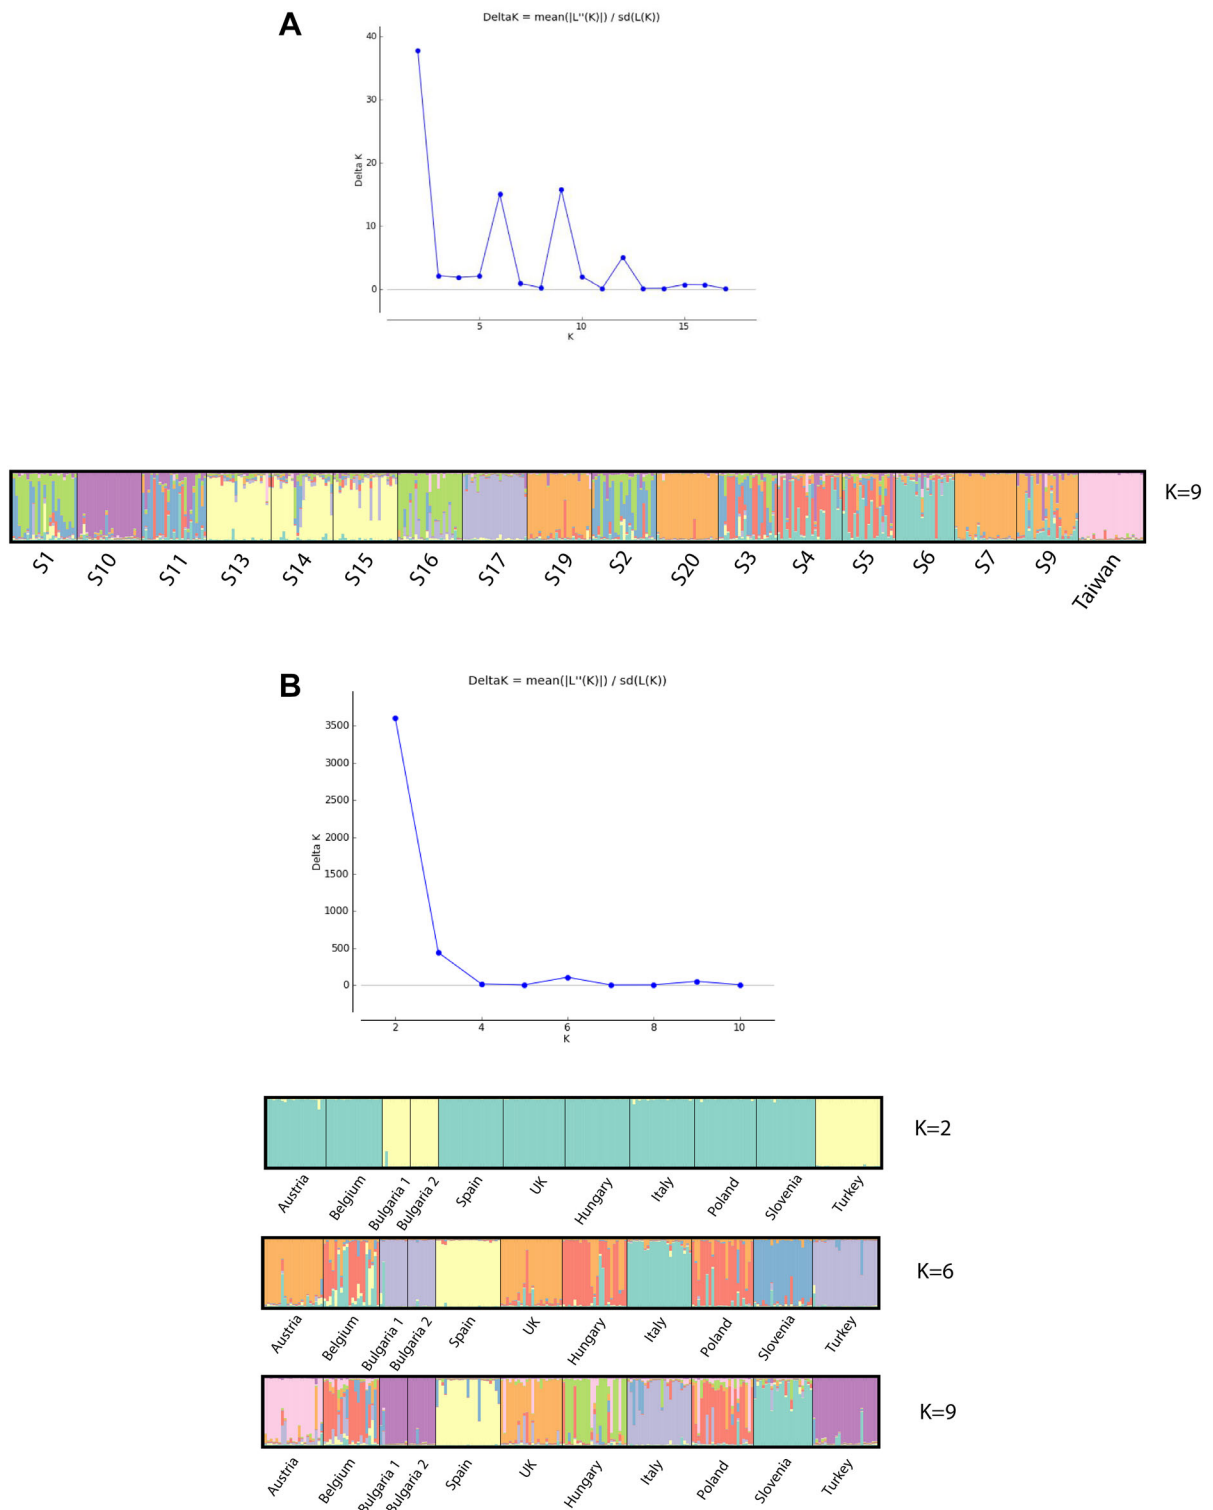 A
DeltaK = mean(|L''(K)|) / sd(L(K))
40
30
20
10
0
Delta K
5 10 15
K
K=9
S1 S10 S11 S13 S14 S15 S16 S17 S19 S2 S20 S3 S4 S5 S6 S7 S9 Taiwan
B
DeltaK = mean(|L''(K)|) / sd(L(K))
3500
3000
2500
2000
1500
1000
500
0
Delta K
2 4 6 8 10
K
K=2
Austria Belgium Bulgaria 1 Bulgaria 2 Spain UK Hungary Italy Poland Slovenia Turkey
K=6
Austria Belgium Bulgaria 1 Bulgaria 2 Spain UK Hungary Italy Poland Slovenia Turkey
K=9
Austria Belgium Bulgaria 1 Bulgaria 2 Spain UK Hungary Italy Poland Slovenia Turkey